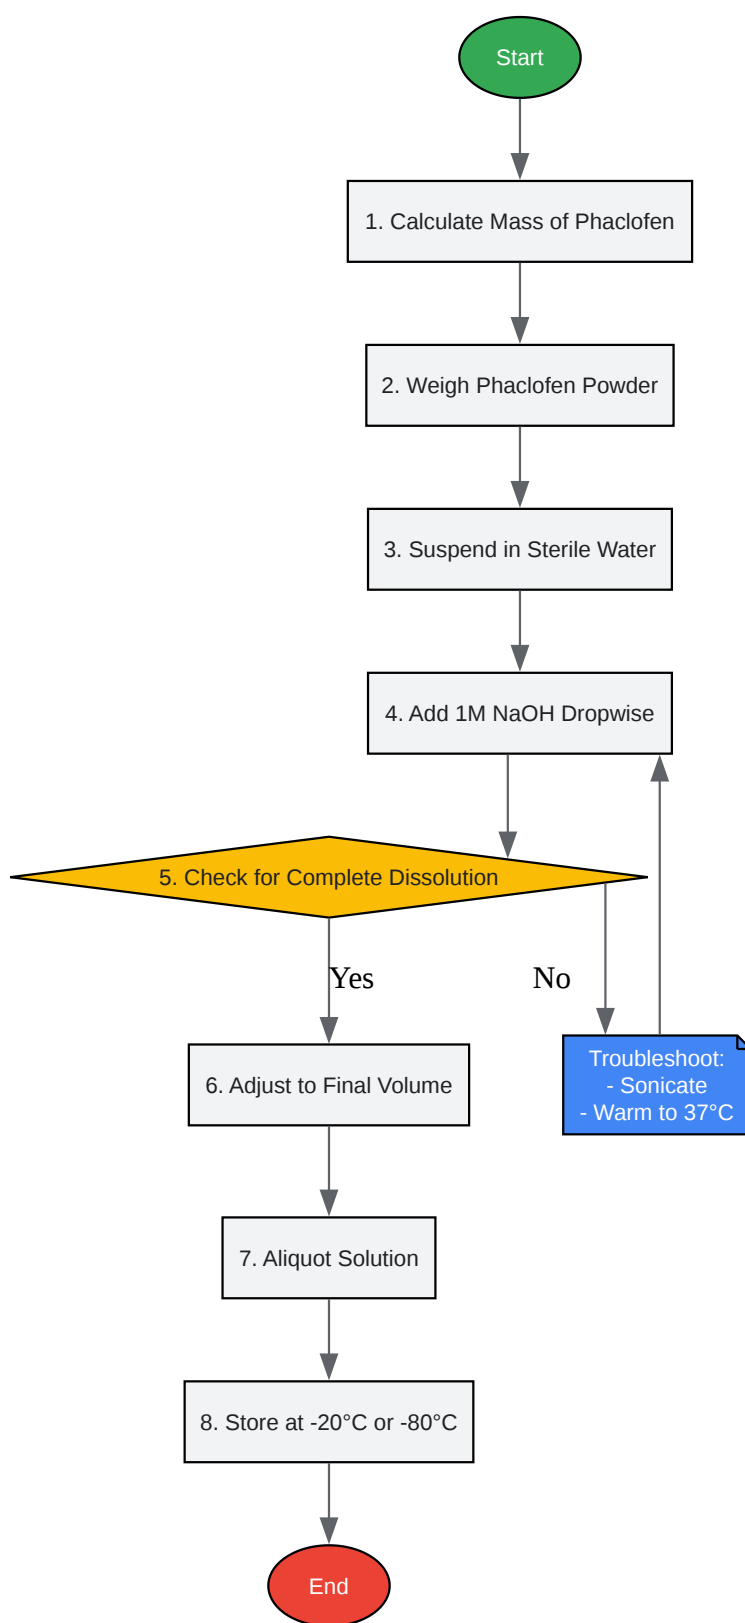 Start
1. Calculate Mass of Phaclofen
2. Weigh Phaclofen Powder
3. Suspend in Sterile Water
4. Add 1M NaOH Dropwise
5. Check for Complete Dissolution
Yes
No
Troubleshoot:
- Sonicate
- Warm to 37°C
6. Adjust to Final Volume
7. Aliquot Solution
8. Store at -20°C or -80°C
End